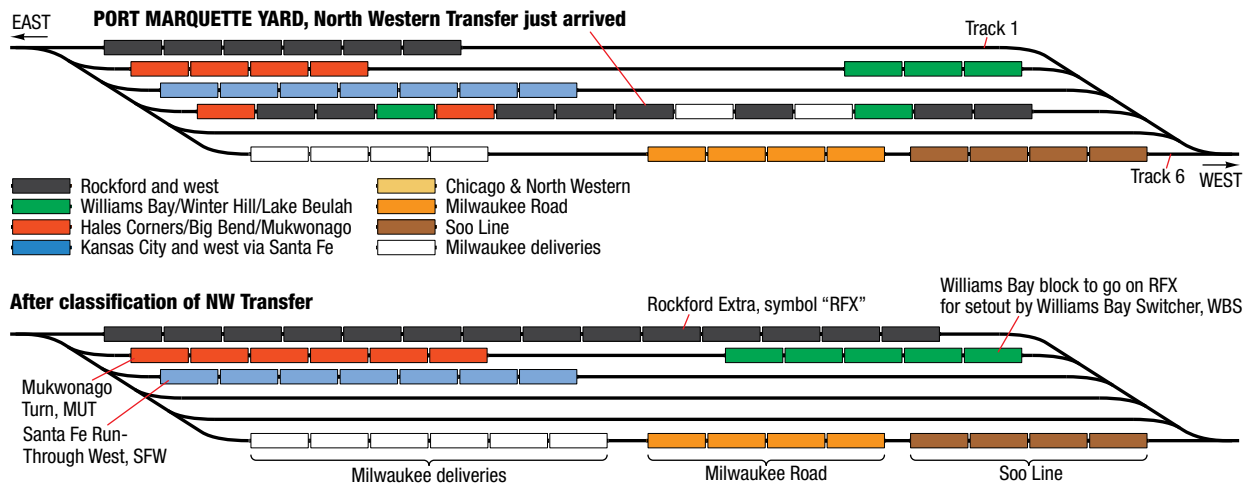 PORT MARQUETTE YARD, North Western Transfer just arrived
EAST
Track 1
Track 6
WEST
Rockford and west
Williams Bay/Winter Hill/Lake Beulah
Hales Corners/Big Bend/Mukwonago
Kansas City and west via Santa Fe
Chicago & North Western
Milwaukee Road
Soo Line
Milwaukee deliveries
After classification of NW Transfer
Rockford Extra, symbol “RFX”
Williams Bay block to go on RFX
for setout by Williams Bay Switcher, WBS
Mukwonago
Turn, MUT
Santa Fe Run-
Through West, SFW
Milwaukee deliveries
Milwaukee Road
Soo Line